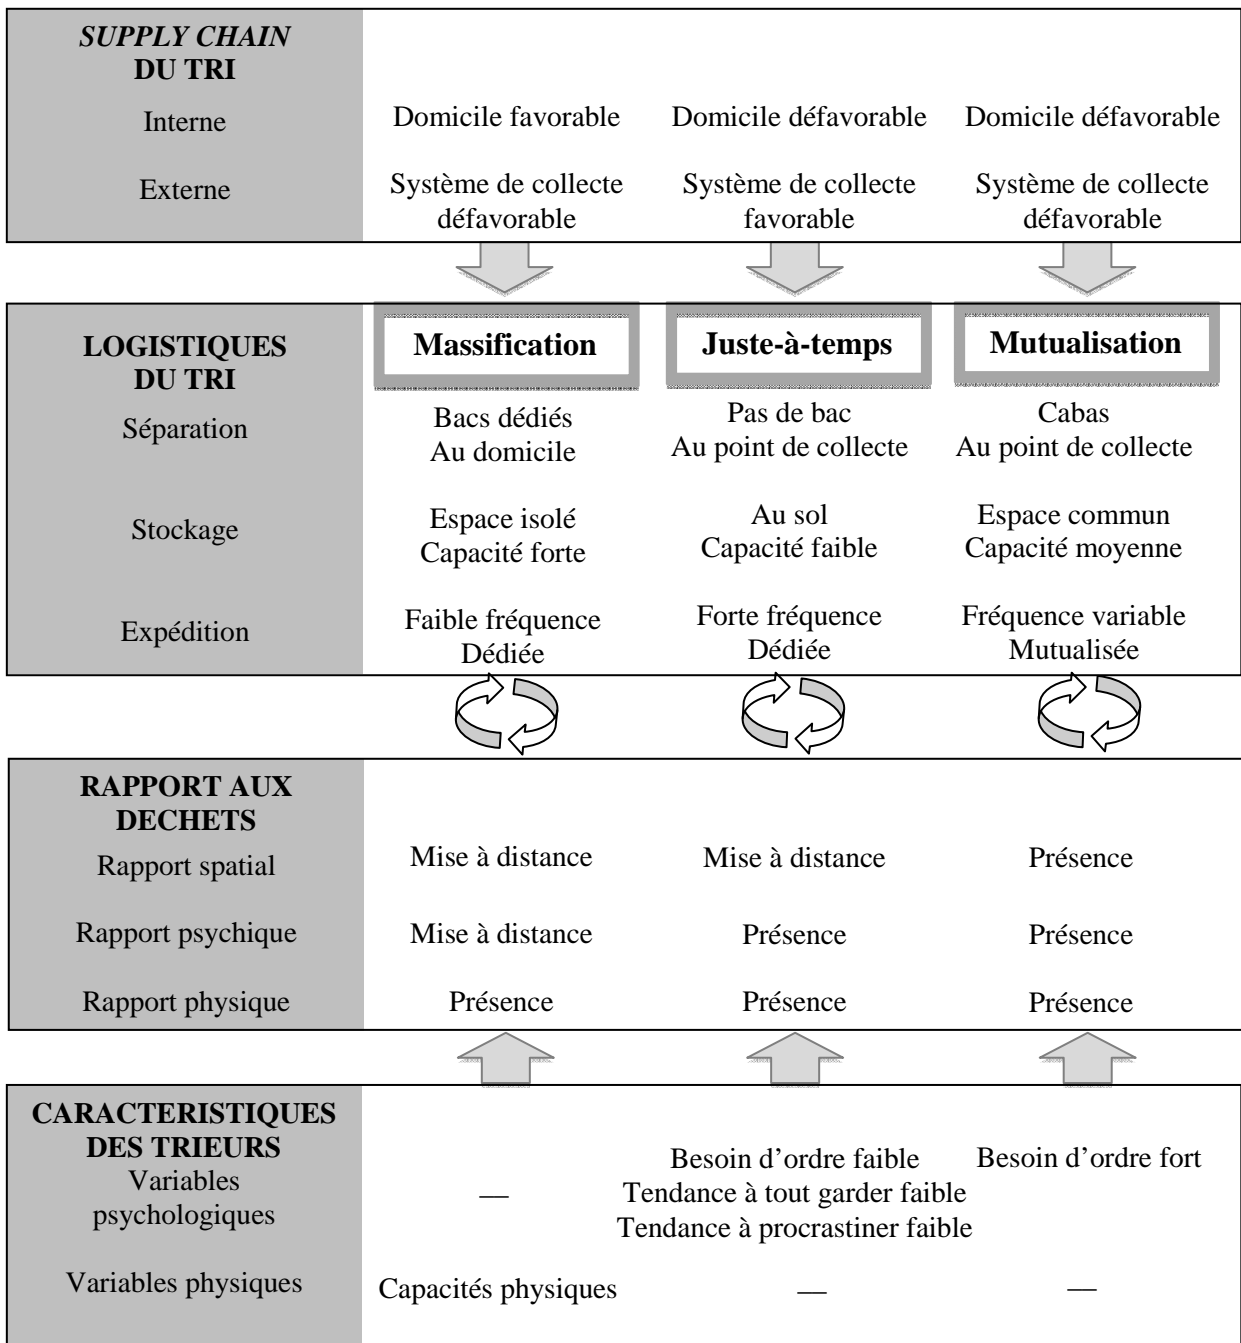 SUPPLY CHAIN
DU TRI
Interne
Domicile favorable
Domicile défavorable
Domicile défavorable
Externe
Système de collecte
défavorable
Système de collecte
favorable
Système de collecte
défavorable
LOGISTIQUES
DU TRI
Massification
Juste-à-temps
Mutualisation
Séparation
Bacs dédiés
Au domicile
Pas de bac
Au point de collecte
Cabas
Au point de collecte
Stockage
Espace isolé
Capacité forte
Au sol
Capacité faible
Espace commun
Capacité moyenne
Expédition
Faible fréquence
Dédiée
Forte fréquence
Dédiée
Fréquence variable
Mutualisée
RAPPORT AUX
DECHETS
Rapport spatial
Mise à distance
Mise à distance
Présence
Rapport psychique
Mise à distance
Présence
Présence
Rapport physique
Présence
Présence
Présence
CARACTERISTIQUES
DES TRIEURS
Variables
psychologiques
—
Besoin d’ordre faible
Tendance à tout garder faible
Tendance à procrastiner faible
Besoin d’ordre fort
Variables physiques
Capacités physiques
—
—